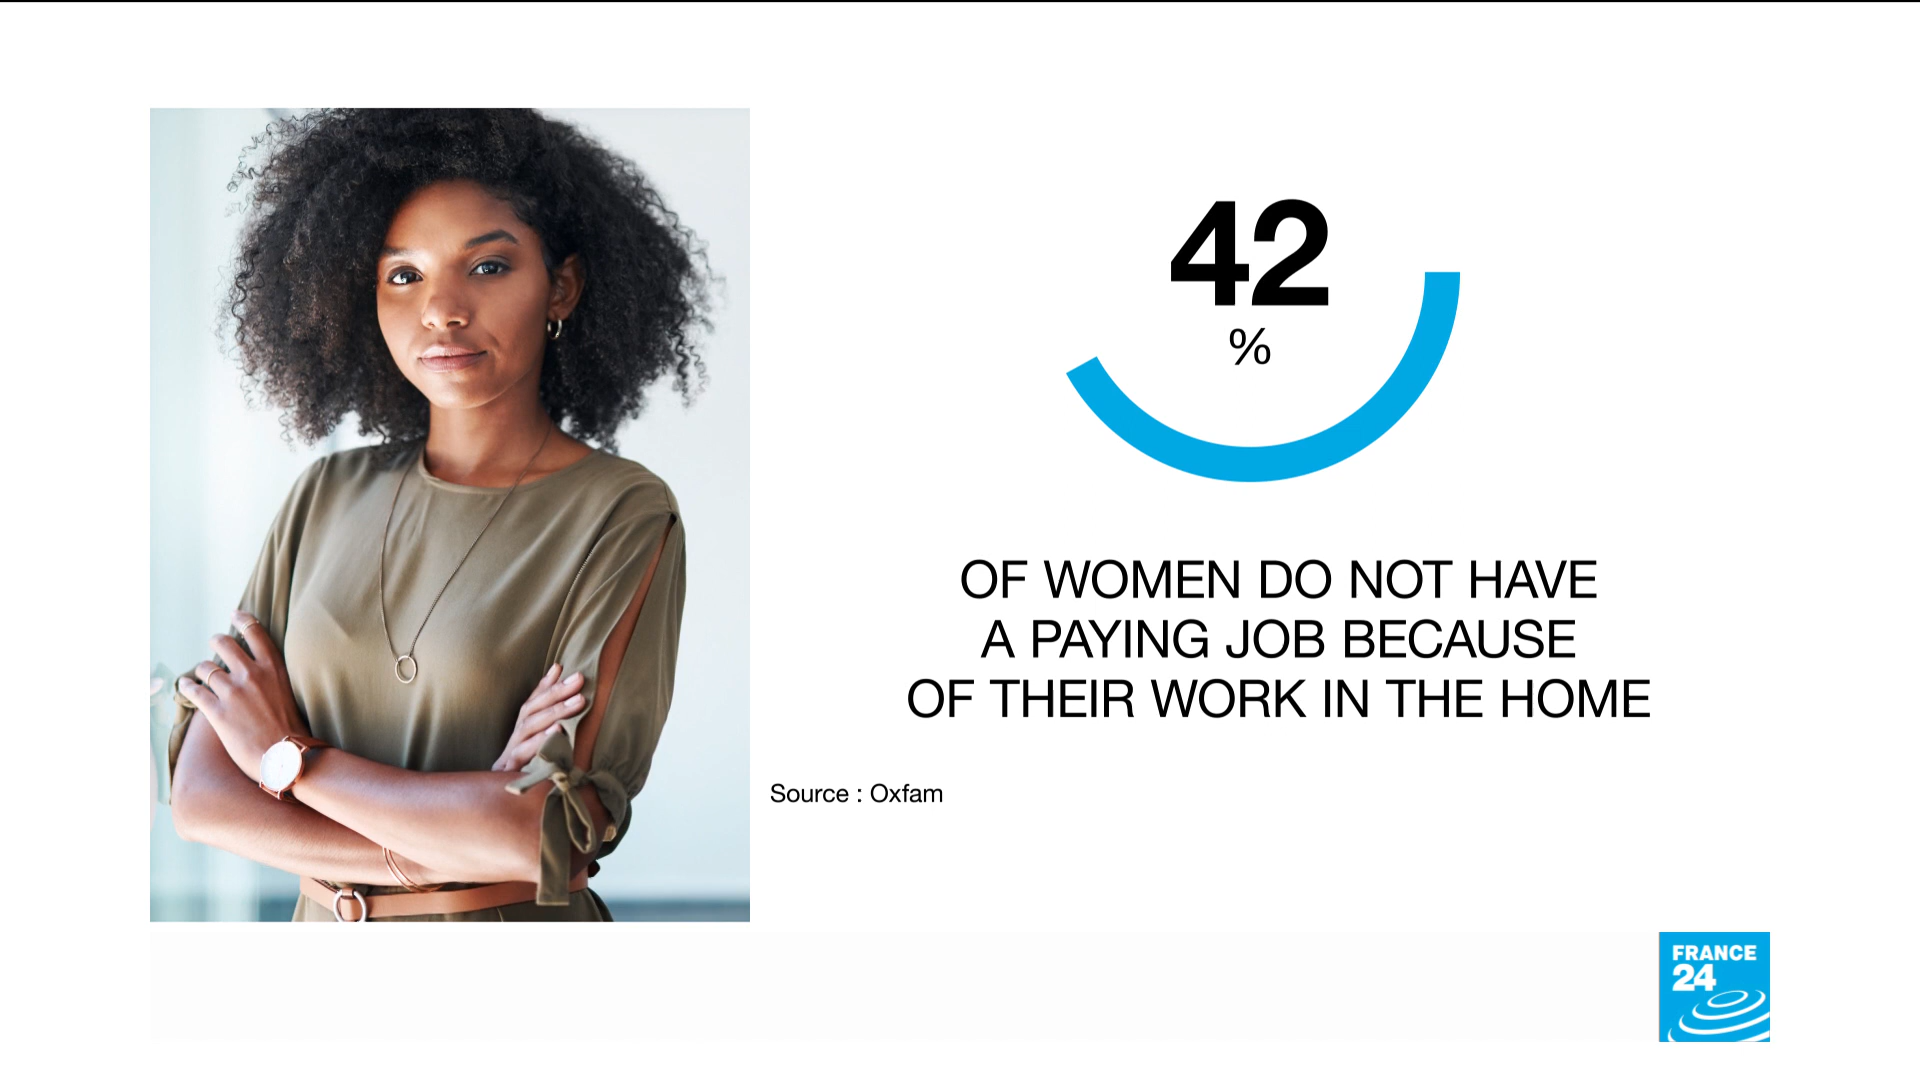 42
%
OF WOMEN DO NOT HAVE
A PAYING JOB BECAUSE
OF THEIR WORK IN THE HOME
Source : Oxfam
FRANCE
24